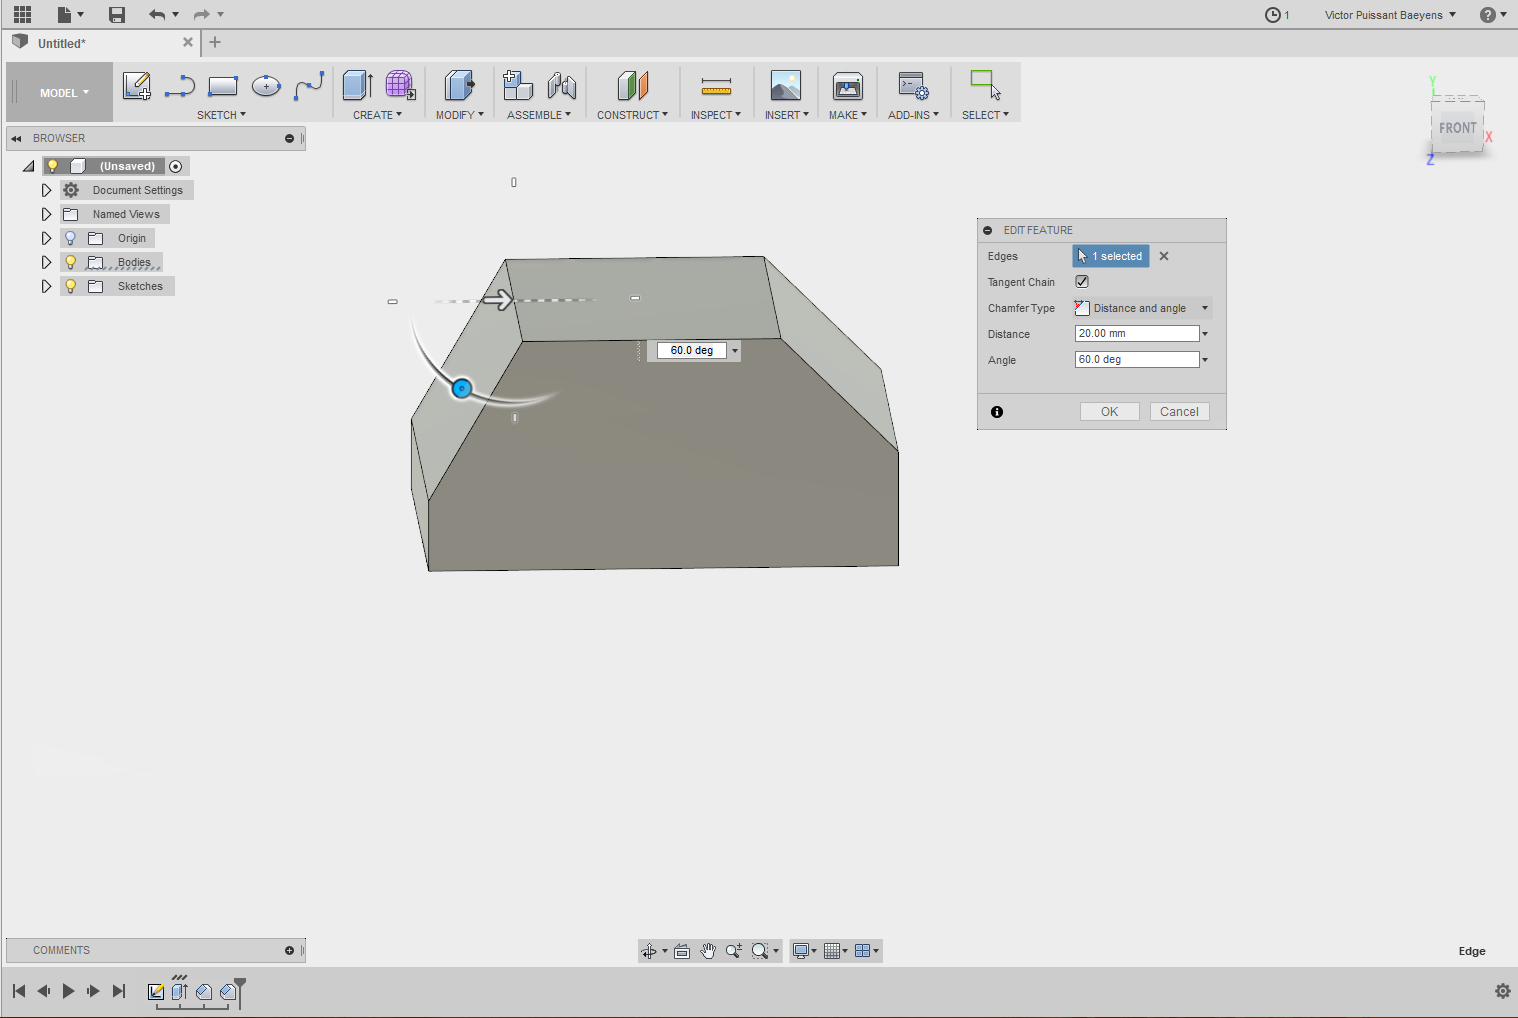 1
Victor Puissant Baeyens
Untitled*
MODEL
SKETCH
CREATE
MODIFY
ASSEMBLE
CONSTRUCT
INSPECT
INSERT
MAKE
ADD-INS
SELECT
BROWSER
(Unsaved)
Document Settings
Named Views
Origin
Bodies
Sketches
Y
FRONT
X
Z
EDIT FEATURE
Edges 1 selected
Tangent Chain
Chamfer Type Distance and angle
Distance 20.00 mm
Angle 60.0 deg
OK Cancel
60.0 deg
COMMENTS
Edge